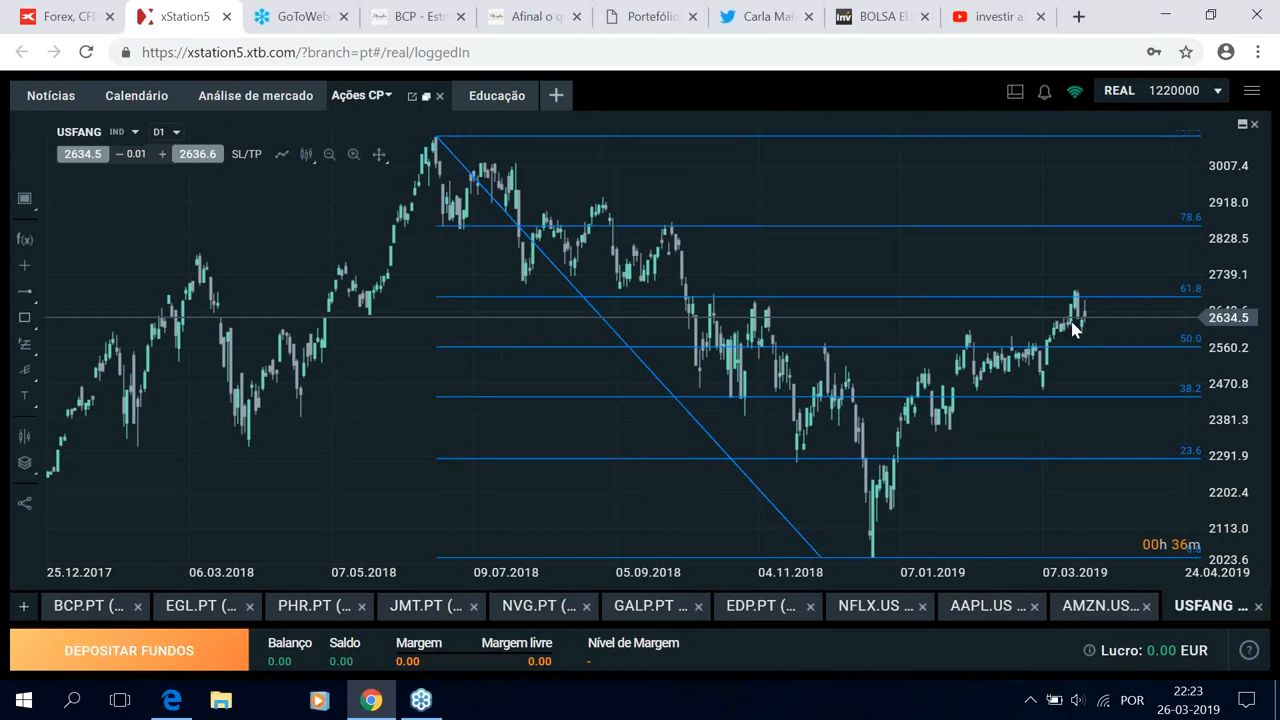 Forex, CFD
xStation5
GoToWeb
BCP - Estr
Afinal o q
Portefólio
Carla Mai
Inv
BOLSA EU
investir a
https://xstation5.xtb.com/?branch=pt#/real/loggedIn
Notícias
Calendário
Análise de mercado
Ações CP
Educação
REAL 1220000
USFANG IND D1
2634.5 0.01 2636.6 SL/TP
3007.4
78.6
2918.0
2828.5
2739.1
61.8
2634.5
50.0
2560.2
38.2
2470.8
2381.3
23.6
2291.9
2202.4
2113.0
00h 36m
2023.6
f(x)
T
25.12.2017 06.03.2018 07.05.2018 09.07.2018 05.09.2018 04.11.2018 07.01.2019 07.03.2019 24.04.2019
BCP.PT (...
EGL.PT (...
PHR.PT (...
JMT.PT (...
NVG.PT (...
GALP.PT ...
EDP.PT (...
NFLX.US ...
AAPL.US ...
AMZN.US...
USFANG ...
DEPOSITAR FUNDOS
Balanço Saldo Margem Margem livre Nível de Margem
0.00 0.00 0.00 0.00 -
Lucro: 0.00 EUR
POR
22:23
26-03-2019